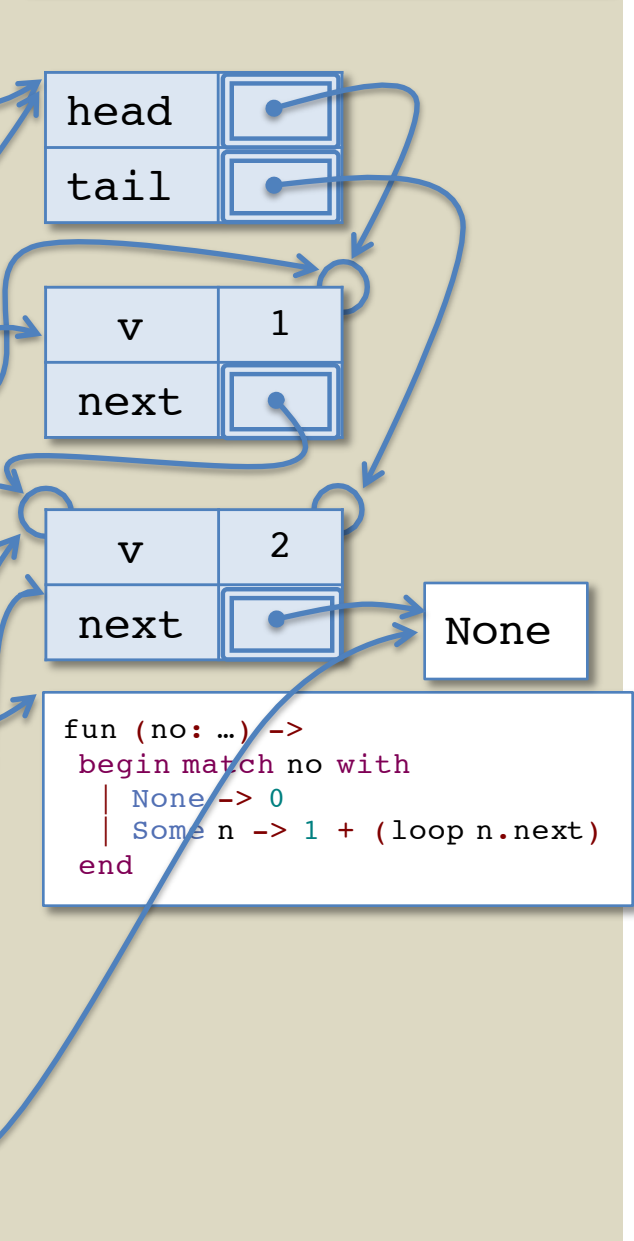 head
tail
v 1
next
v 2
next
None
fun (no: …) ->
begin match no with
| None -> 0
| Some n -> 1 + (loop n.next)
end